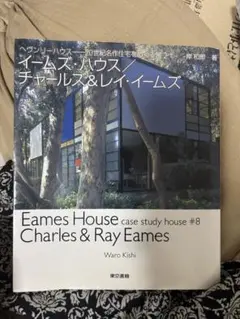 ヘヴンリーハウス——20世紀名作住宅を
イームズ・ハウス／
チャールズ&レイ・イームズ
岸 和郎 著
Eames House case study house #8
Charles & Ray Eames
Waro Kishi
東京書籍